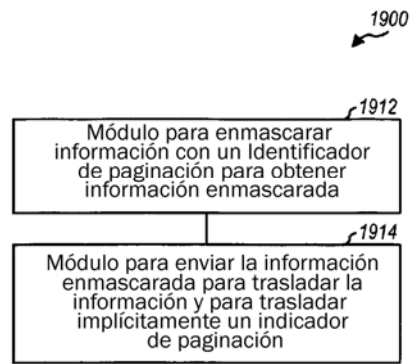 1900
1912
Módulo para enmascarar
información con un Identificador
de paginación para obtener
información enmascarada
1914
Módulo para enviar la información
enmascarada para trasladar la
información y para trasladar
implícitamente un indicador
de paginación